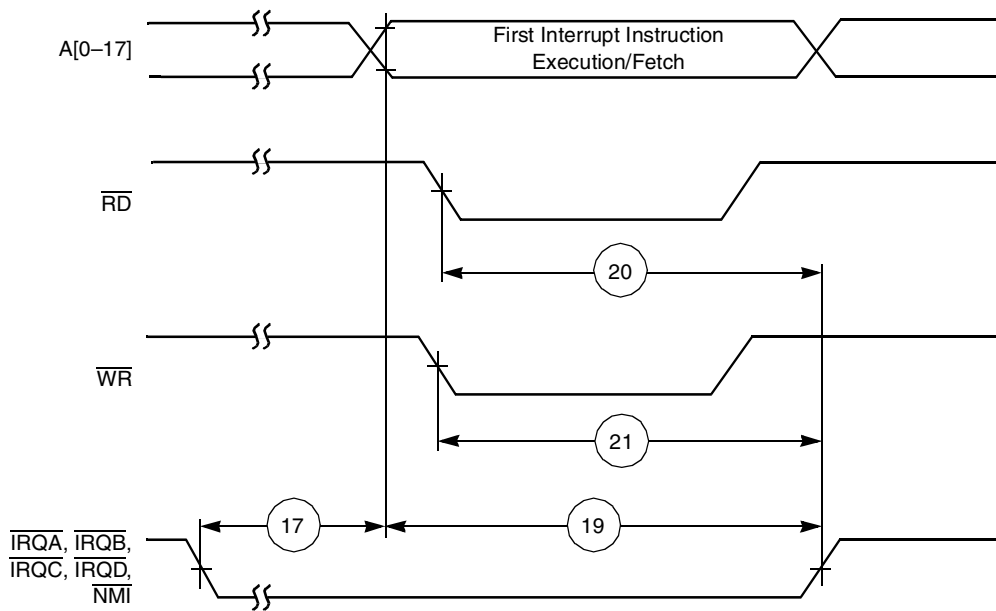 A[0–17]
First Interrupt Instruction
Execution/Fetch
RD
20
WR
21
17
19
IRQA, IRQB,
IRQC, IRQD,
NMI